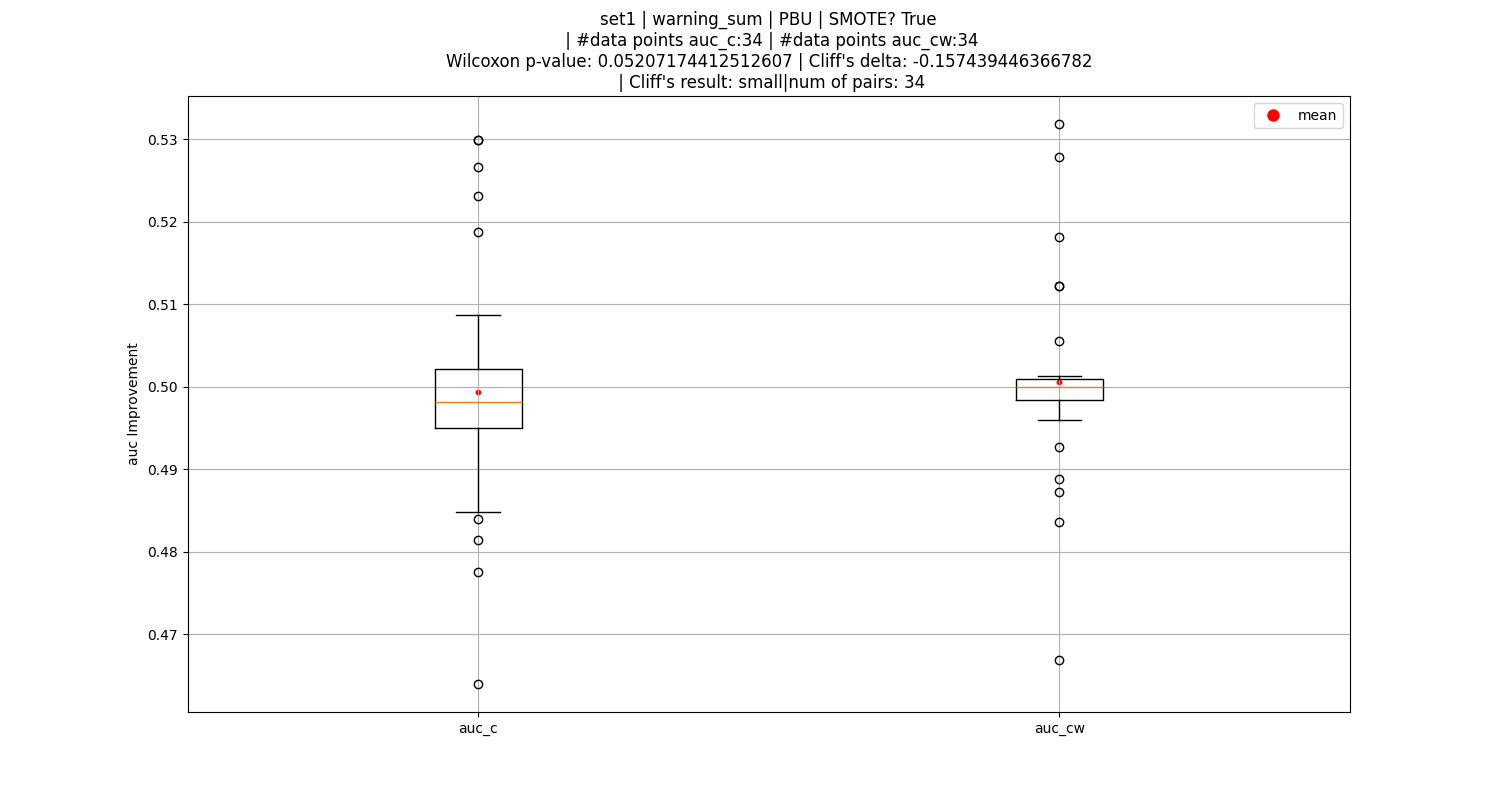 set1 | warning_sum | PBU | SMOTE? True
| #data points auc_c:34 | #data points auc_cw:34
Wilcoxon p-value: 0.05207174412512607 | Cliff's delta: -0.157439446366782
| Cliff's result: small|num of pairs: 34
mean
0.53
0.52
0.51
0.50
0.49
0.48
0.47
auc Improvement
auc_c
auc_cw